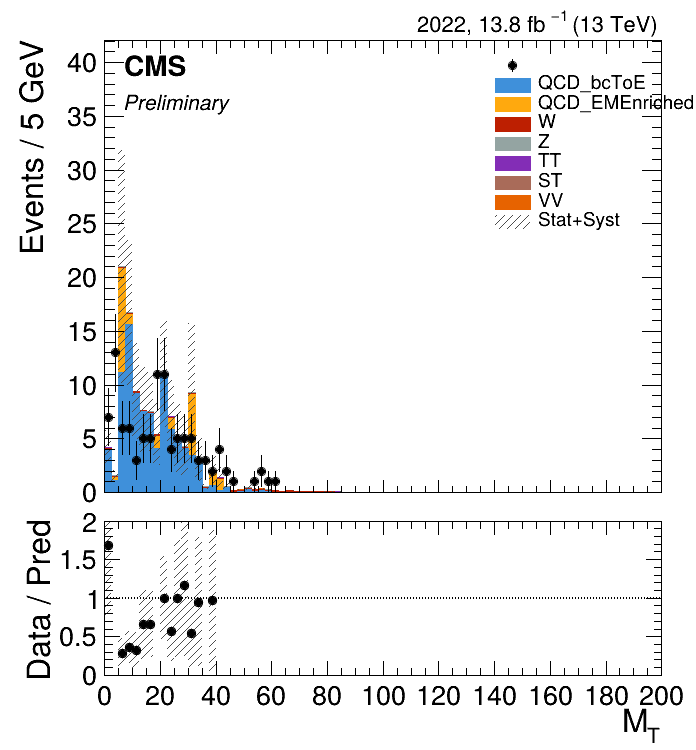 2022, 13.8 fb⁻¹ (13 TeV)
CMS
Preliminary
QCD_bcToE
QCD_EMEnriched
W
Z
TT
ST
VV
Stat+Syst
Events / 5 GeV
40
35
30
25
20
15
10
5
0
Data / Pred
2
1.5
1
0.5
0
0 20 40 60 80 100 120 140 160 180 200
M_T